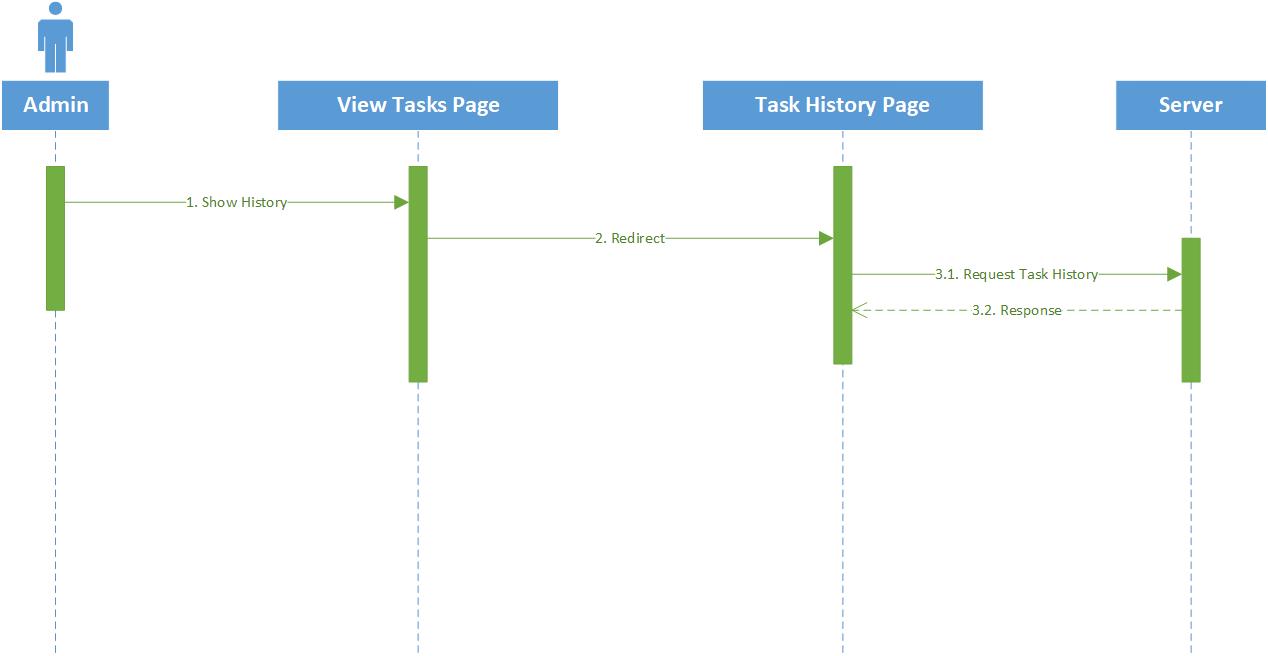 Admin
View Tasks Page
Task History Page
Server
1. Show History
2. Redirect
3.1. Request Task History
3.2. Response